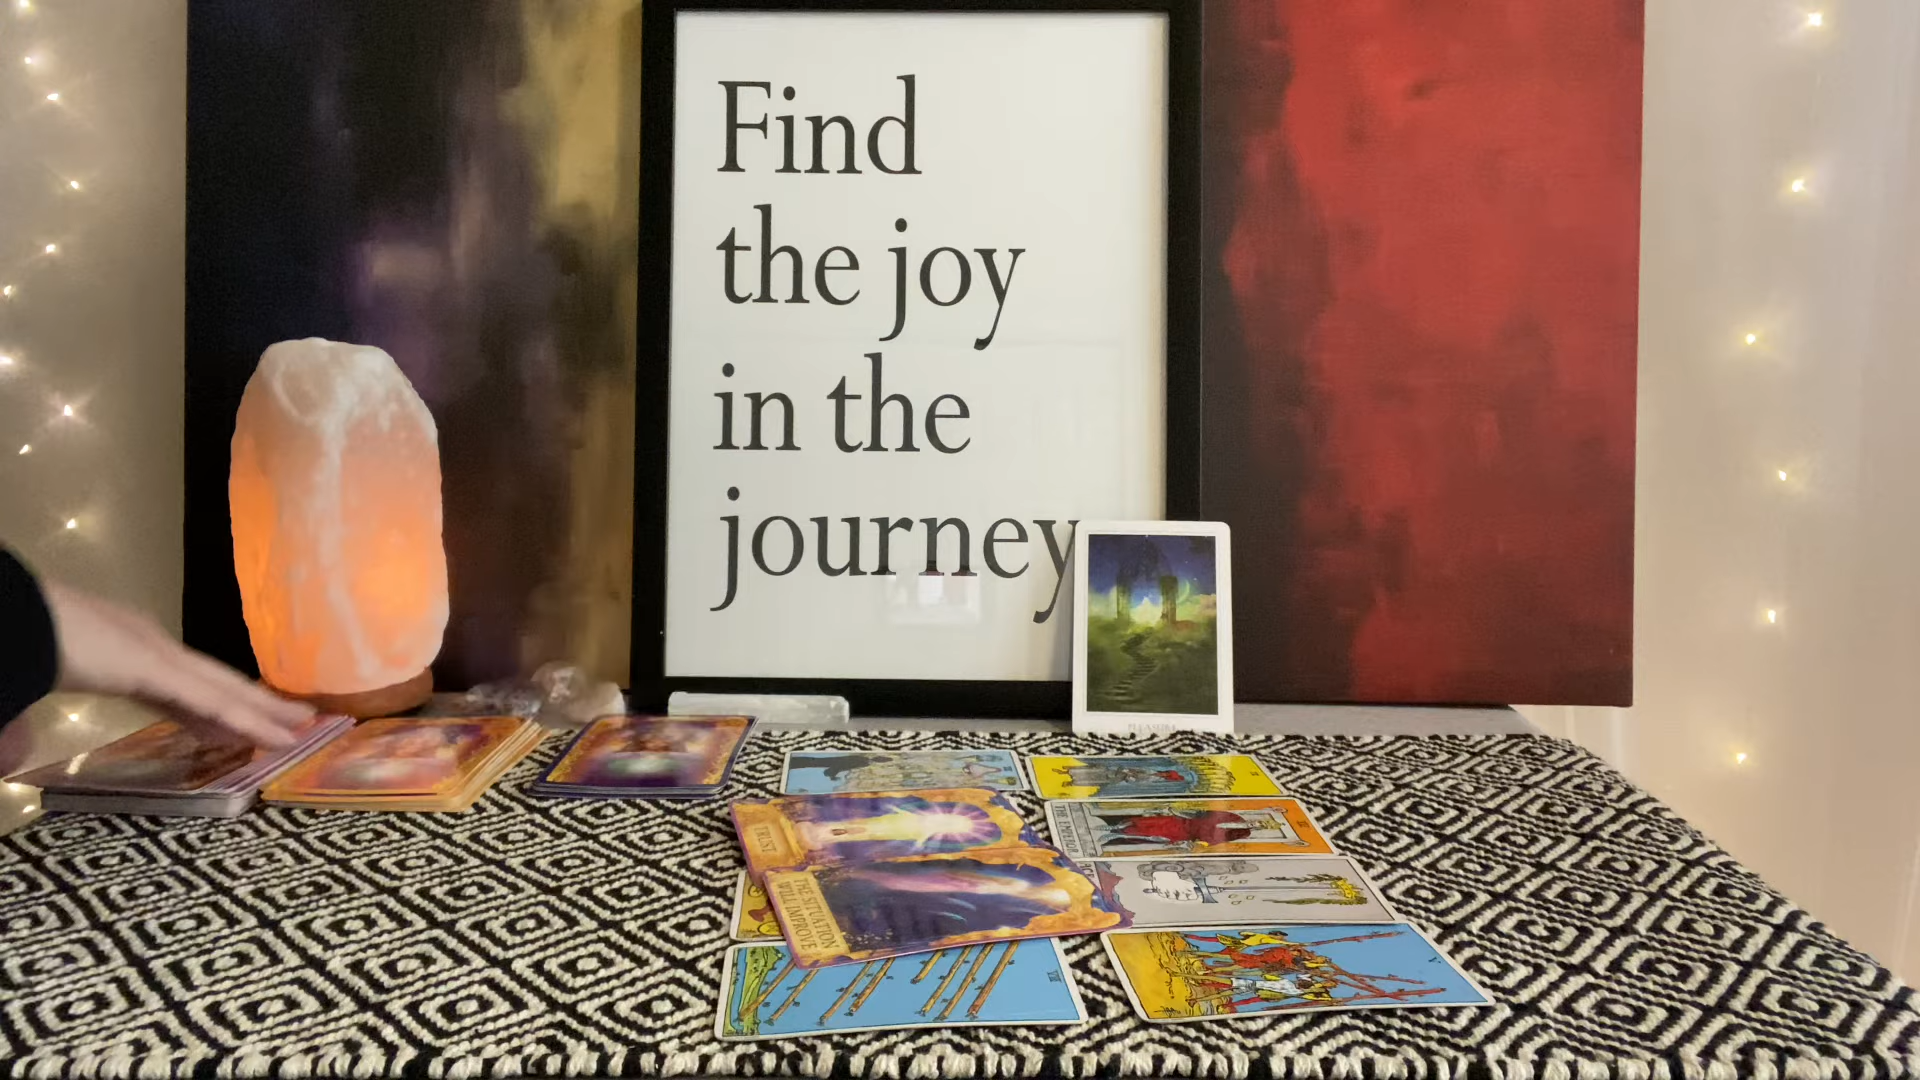 Find
the joy
in the
journey
TRUST
THE SITUATION
WILL IMPROVE
THE EMPEROR